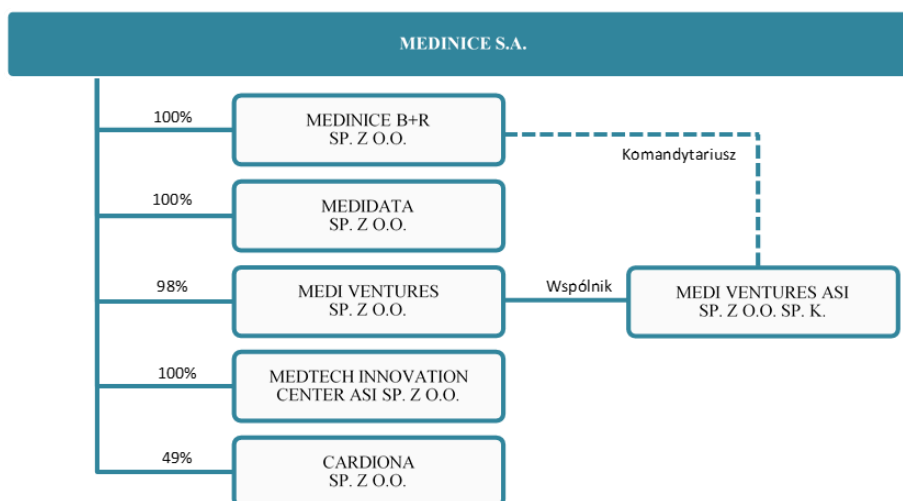 MEDINICE S.A.
100%
MEDINICE B+R
SP. Z O.O.
Komandytariusz
100%
MEDIDATA
SP. Z O.O.
98%
MEDI VENTURES
SP. Z O.O.
Wspólnik
MEDI VENTURES ASI
SP. Z O.O. SP. K.
100%
MEDTECH INNOVATION
CENTER ASI SP. Z O.O.
49%
CARDIONA
SP. Z O.O.